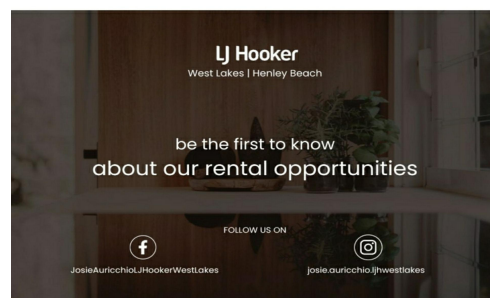 LJ Hooker
West Lakes | Henley Beach
be the first to know
about our rental opportunities
FOLLOW US ON
JosieAuricchioLJHookerWestLakes
josie.auricchio.ljhwestlakes